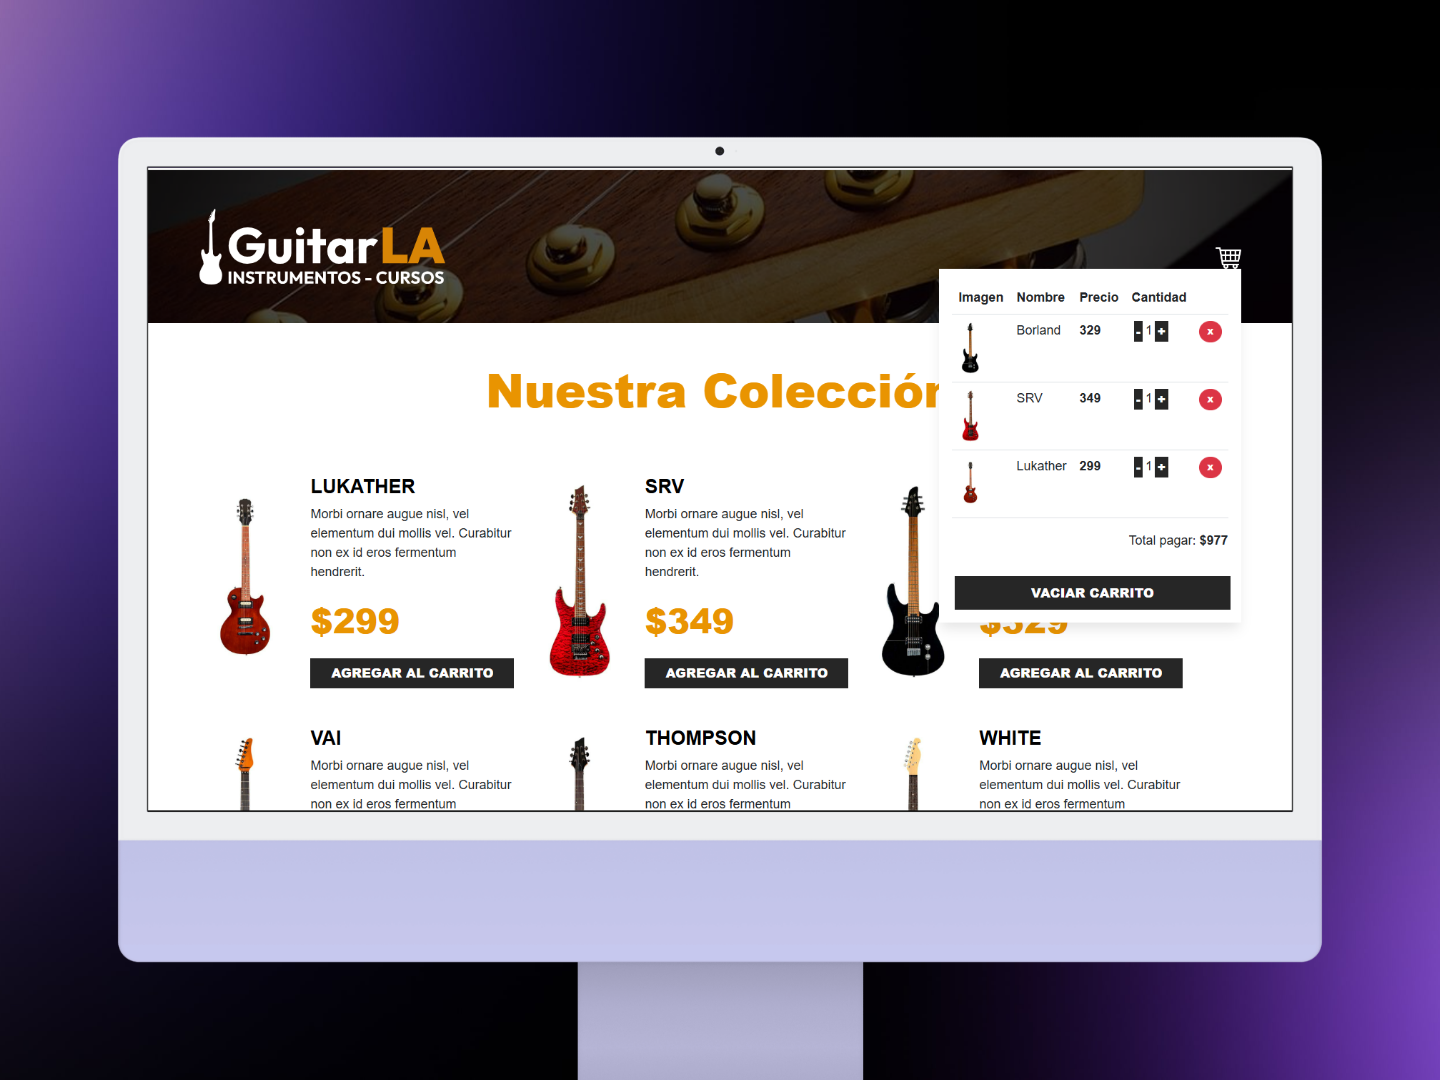 GuitarLA
INSTRUMENTOS - CURSOS
Imagen Nombre Precio Cantidad
Borland 329 - 1 + x
SRV 349 - 1 + x
Lukather 299 - 1 + x
Total pagar: $977
VACIAR CARRITO
Nuestra Colección
LUKATHER
Morbi ornare augue nisl, vel
elementum dui mollis vel. Curabitur
non ex id eros fermentum
hendrerit.
$299
AGREGAR AL CARRITO
SRV
Morbi ornare augue nisl, vel
elementum dui mollis vel. Curabitur
non ex id eros fermentum
hendrerit.
$349
AGREGAR AL CARRITO
$329
AGREGAR AL CARRITO
VAI
Morbi ornare augue nisl, vel
elementum dui mollis vel. Curabitur
non ex id eros fermentum
THOMPSON
Morbi ornare augue nisl, vel
elementum dui mollis vel. Curabitur
non ex id eros fermentum
WHITE
Morbi ornare augue nisl, vel
elementum dui mollis vel. Curabitur
non ex id eros fermentum